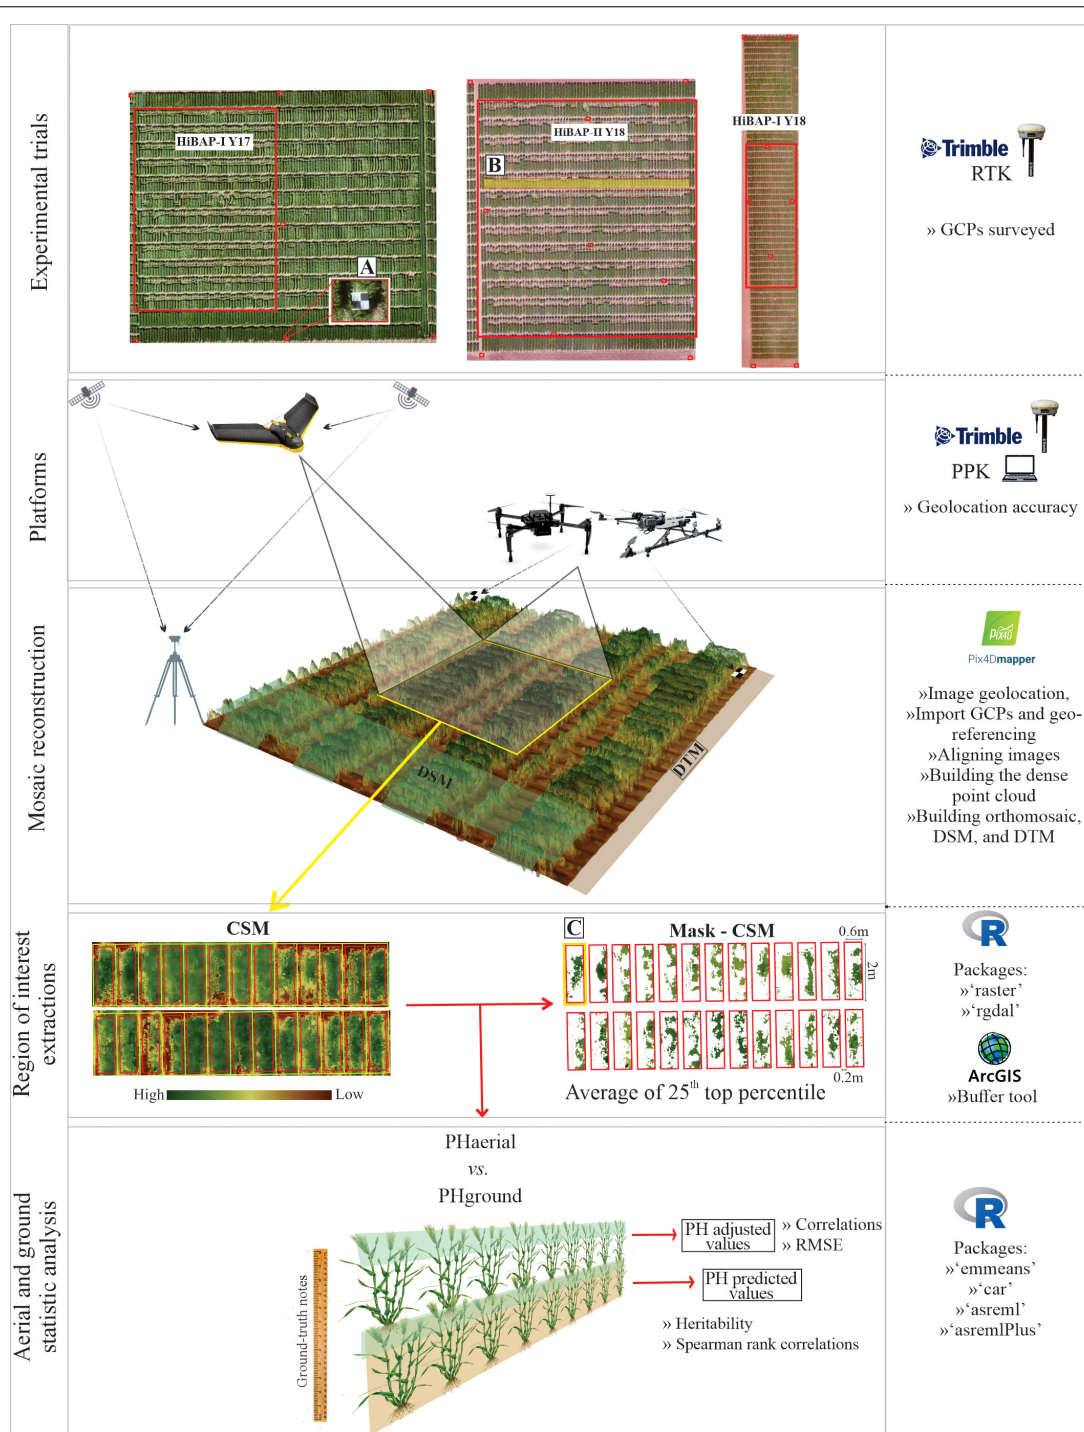 Experimental trials
HiBAP-I Y17
A
HiBAP-II Y18
B
HiBAP-I Y18
Trimble
RTK
» GCPs surveyed
Platforms
Trimble
PPK
» Geolocation accuracy
Mosaic reconstruction
DSM
DTM
PIX4D
Pix4Dmapper
»Image geolocation,
»Import GCPs and geo-
referencing
»Aligning images
»Building the dense
point cloud
»Building orthomosaic,
DSM, and DTM
Region of interest
extractions
CSM
High
Low
C
Mask - CSM
0.6m
2m
0.2m
Average of 25th top percentile
R
Packages:
»‘raster’
»‘rgdal’
ArcGIS
»Buffer tool
Aerial and ground
statistic analysis
PHaerial
vs.
PHground
Ground-truth notes
PH adjusted
values
» Correlations
» RMSE
PH predicted
values
» Heritability
» Spearman rank correlations
R
Packages:
»‘emmeans’
»‘car’
»‘asreml’
»‘asremlPlus’